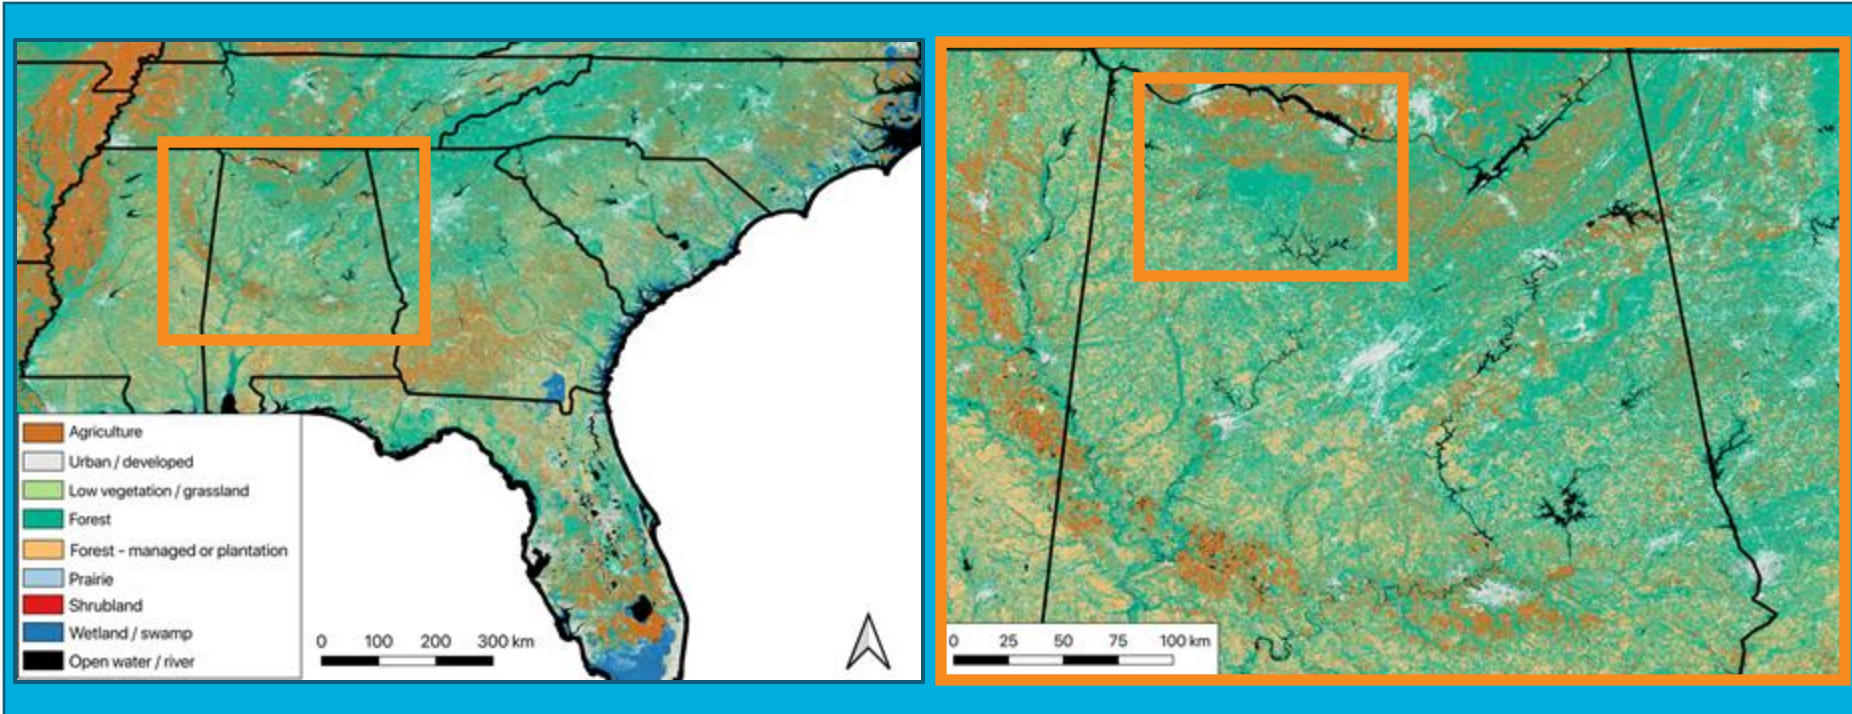 Agriculture
Urban / developed
Low vegetation / grassland
Forest
Forest - managed or plantation
Prairie
Shrubland
Wetland / swamp
Open water / river
0 100 200 300 km
0 25 50 75 100 km